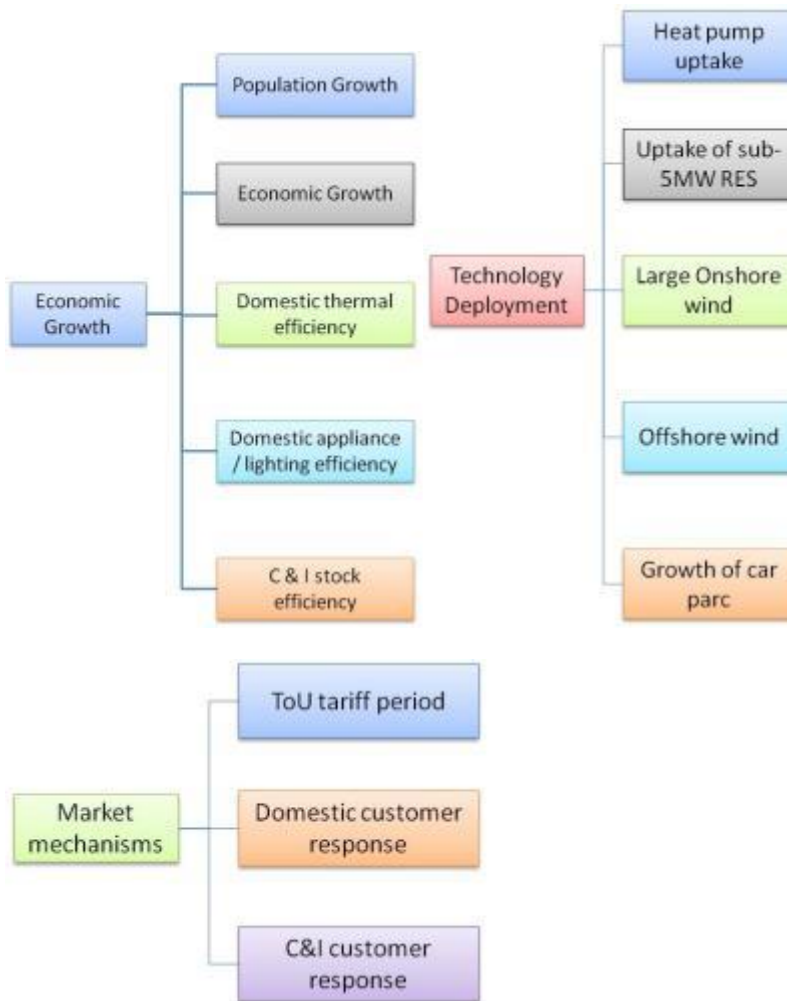 Economic
Growth
Population Growth
Economic Growth
Domestic thermal
efficiency
Domestic appliance
/ lighting efficiency
C & I stock
efficiency
Technology
Deployment
Heat pump
uptake
Uptake of sub-
5MW RES
Large Onshore
wind
Offshore wind
Growth of car
parc
Market
mechanisms
ToU tariff period
Domestic customer
response
C&I customer
response